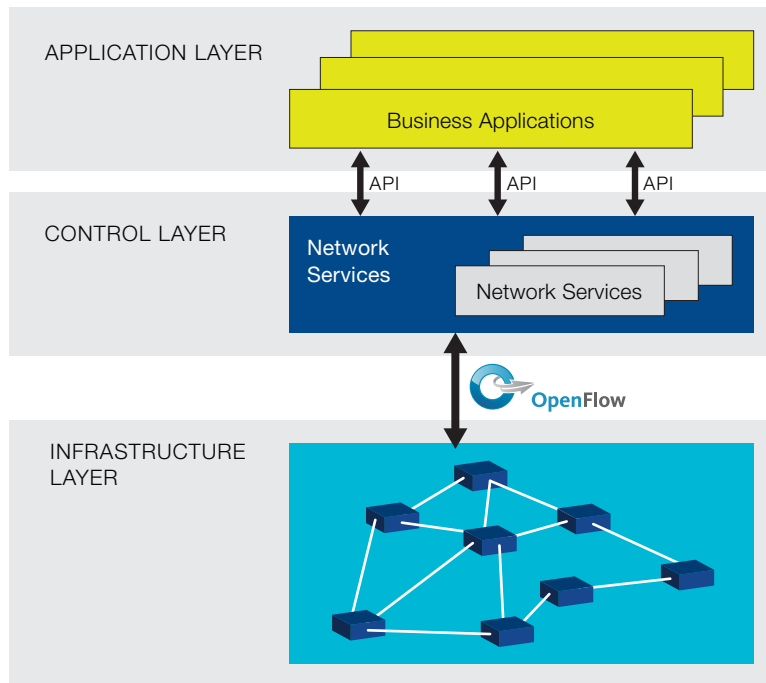 APPLICATION LAYER
Business Applications
API
API
API
CONTROL LAYER
Network
Services
Network Services
OpenFlow
INFRASTRUCTURE
LAYER